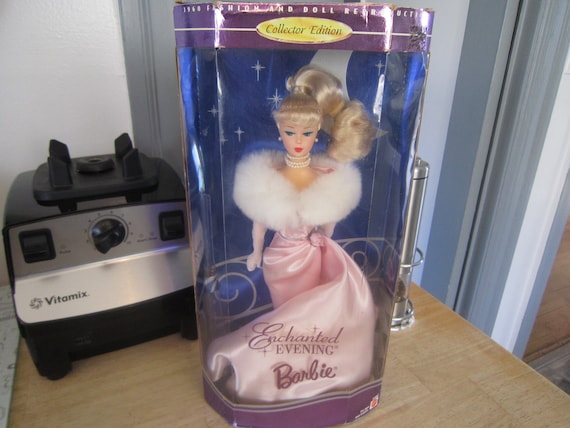 1960 FASHION AND DOLL REPRODUCTION
Collector Edition
Vitamix
Enchanted
EVENING
Barbie